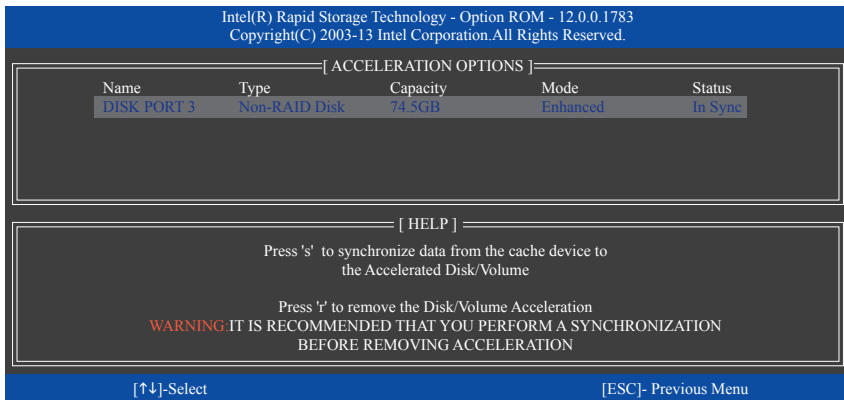 Intel(R) Rapid Storage Technology - Option ROM - 12.0.0.1783
Copyright(C) 2003-13 Intel Corporation.All Rights Reserved.
[ ACCELERATION OPTIONS ]
Name Type Capacity Mode Status
DISK PORT 3 Non-RAID Disk 74.5GB Enhanced In Sync
[ HELP ]
Press 's' to synchronize data from the cache device to
the Accelerated Disk/Volume
Press 'r' to remove the Disk/Volume Acceleration
WARNING:IT IS RECOMMENDED THAT YOU PERFORM A SYNCHRONIZATION
BEFORE REMOVING ACCELERATION
[↑↓]-Select [ESC]- Previous Menu